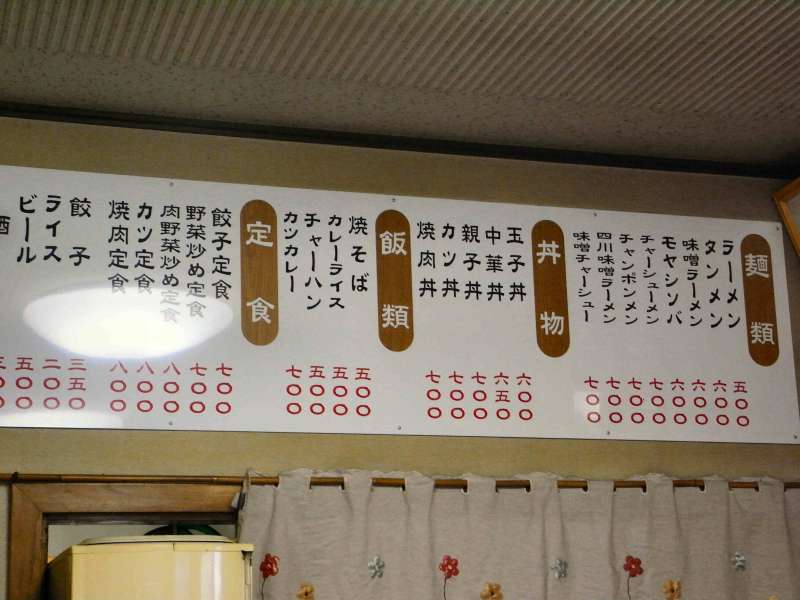 麺類
ラーメン 五〇〇
タンメン 六〇〇
味噌ラーメン 六〇〇
モヤシソバ 六〇〇
チャーシューメン 七〇〇
チャンポンメン 七〇〇
四川味噌ラーメン 七〇〇
味噌チャーシュー 七〇〇
丼物
玉子丼 六〇〇
中華丼 六五〇
親子丼 七〇〇
カツ丼 七〇〇
焼肉丼 七〇〇
飯類
焼そば 五〇〇
カレーライス 五〇〇
チャーハン 五〇〇
カツカレー 七〇〇
定食
餃子定食 七〇〇
野菜炒め定食 七〇〇
肉野菜炒め定食 八〇〇
カツ定食 八〇〇
焼肉定食 八〇〇
餃子 三五〇
ライス 二〇〇
ビール 五〇〇